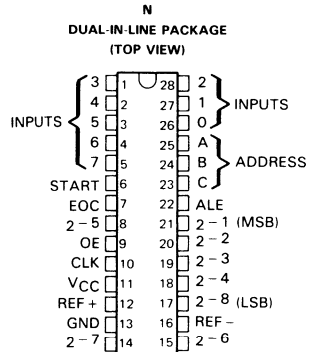 N
DUAL-IN-LINE PACKAGE
(TOP VIEW)
3 1 28 2
4 2 27 1
INPUTS 5 3 26 0 INPUTS
6 4 25 A
7 5 24 B ADDRESS
START 6 23 C
EOC 7 22 ALE
2-5 8 21 2-1 (MSB)
OE 9 20 2-2
CLK 10 19 2-3
VCC 11 18 2-4
REF+ 12 17 2-8 (LSB)
GND 13 16 REF-
2-7 14 15 2-6